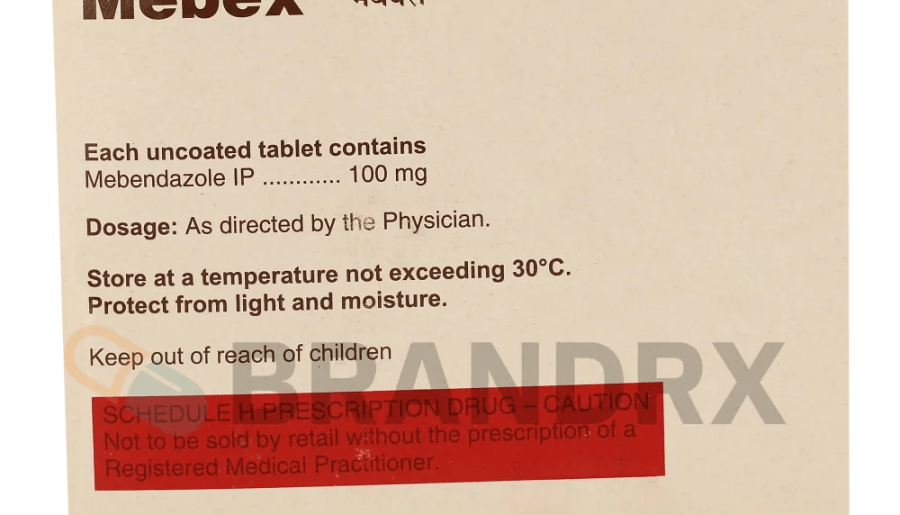 Mebex मेबेक्स
Each uncoated tablet contains
Mebendazole IP ............ 100 mg
Dosage: As directed by the Physician.
Store at a temperature not exceeding 30°C.
Protect from light and moisture.
Keep out of reach of children
BRANDRX
SCHEDULE H PRESCRIPTION DRUG – CAUTION
Not to be sold by retail without the prescription of a
Registered Medical Practitioner.